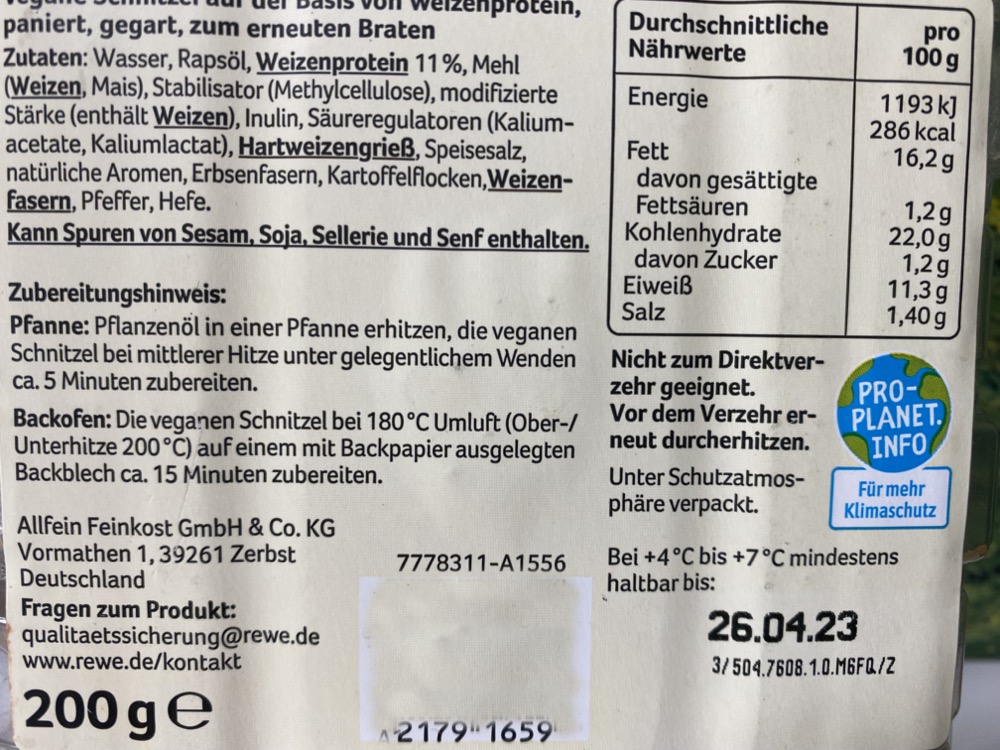 vegane Schnitzel auf der Basis von Weizenprotein,
paniert, gegart, zum erneuten Braten
Zutaten: Wasser, Rapsöl, Weizenprotein 11%, Mehl
(Weizen, Mais), Stabilisator (Methylcellulose), modifizierte
Stärke (enthält Weizen), Inulin, Säureregulatoren (Kalium-
acetate, Kaliumlactat), Hartweizengrieß, Speisesalz,
natürliche Aromen, Erbsenfasern, Kartoffelflocken, Weizen-
fasern, Pfeffer, Hefe.
Kann Spuren von Sesam, Soja, Sellerie und Senf enthalten.
Zubereitungshinweis:
Pfanne: Pflanzenöl in einer Pfanne erhitzen, die veganen
Schnitzel bei mittlerer Hitze unter gelegentlichem Wenden
ca. 5 Minuten zubereiten.
Backofen: Die veganen Schnitzel bei 180°C Umluft (Ober-/
Unterhitze 200°C) auf einem mit Backpapier ausgelegten
Backblech ca. 15 Minuten zubereiten.
Allfein Feinkost GmbH & Co. KG
Vormathen 1, 39261 Zerbst
Deutschland
Fragen zum Produkt:
qualitaetssicherung@rewe.de
www.rewe.de/kontakt
200 g e
7778311-A1556
A 2179 1659
Durchschnittliche pro
Nährwerte 100 g
Energie 1193 kJ
286 kcal
Fett 16,2 g
davon gesättigte
Fettsäuren 1,2 g
Kohlenhydrate 22,0 g
davon Zucker 1,2 g
Eiweiß 11,3 g
Salz 1,40 g
Nicht zum Direktver-
zehr geeignet.
Vor dem Verzehr er-
neut durcherhitzen.
Unter Schutzatmos-
phäre verpackt.
PRO-
PLANET.
INFO
Für mehr
Klimaschutz
Bei +4°C bis +7°C mindestens
haltbar bis:
26.04.23
3/504.7608.1.0.M6FQ/Z